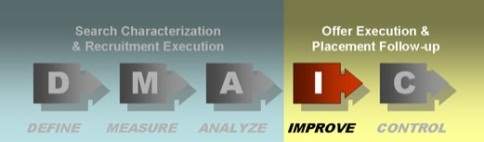 Search Characterization
& Recruitment Execution
Offer Execution &
Placement Follow-up
D M A I C
DEFINE MEASURE ANALYZE IMPROVE CONTROL